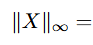 ‖X‖∞ =